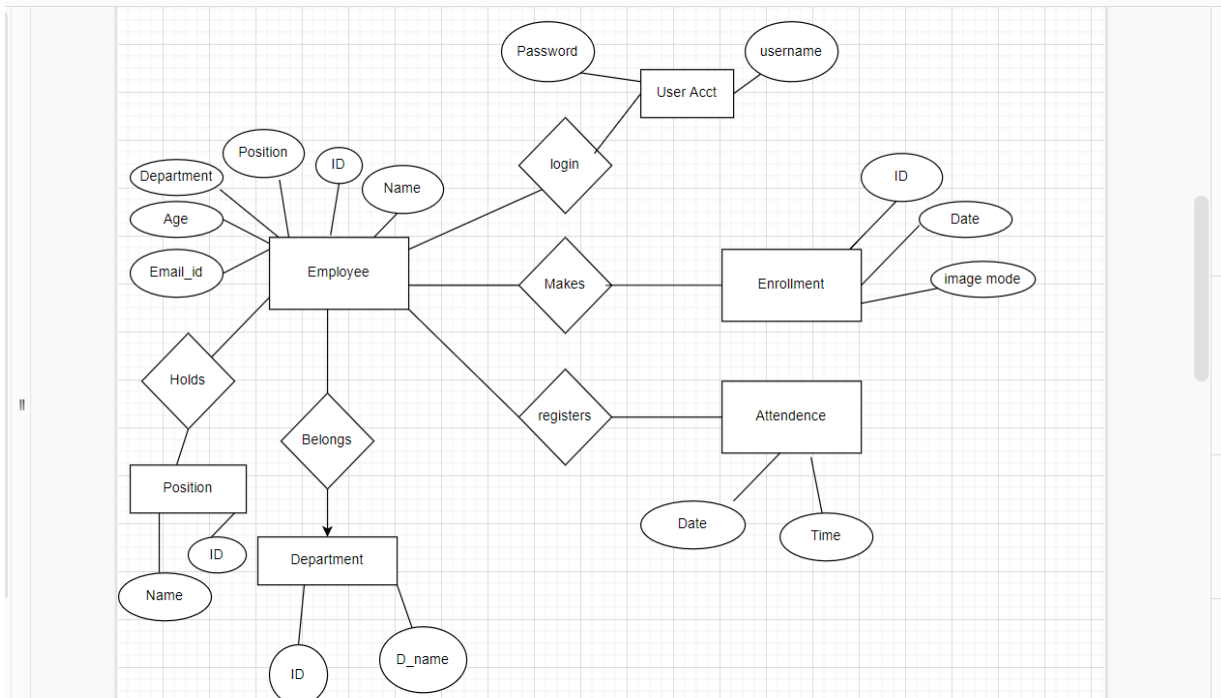 Password
username
User Acct
login
Position
ID
Department
Name
Age
Email_id
Employee
ID
Date
image mode
Makes
Enrollment
Holds
Belongs
registers
Attendence
Position
ID
Name
Date
Time
Department
ID
D_name